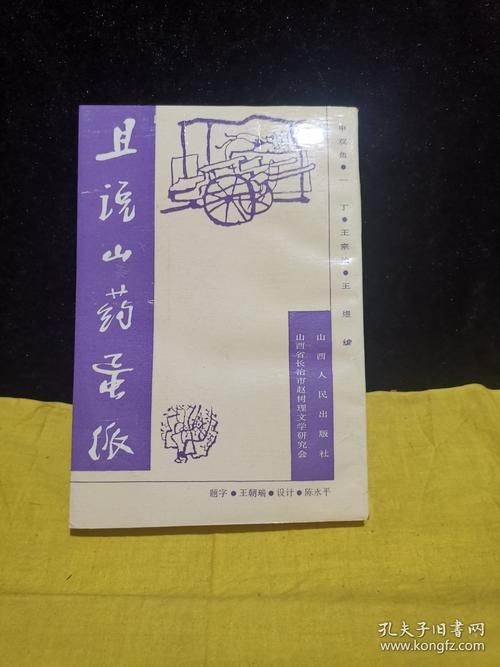 且说山药蛋派
申双鱼●一丁●王
●王
编
山西人民出版社
山西省长治市赵树理文学研究会
题字●王朝瑞●设计●陈永平
孔夫子旧书网
www.kongfz.com